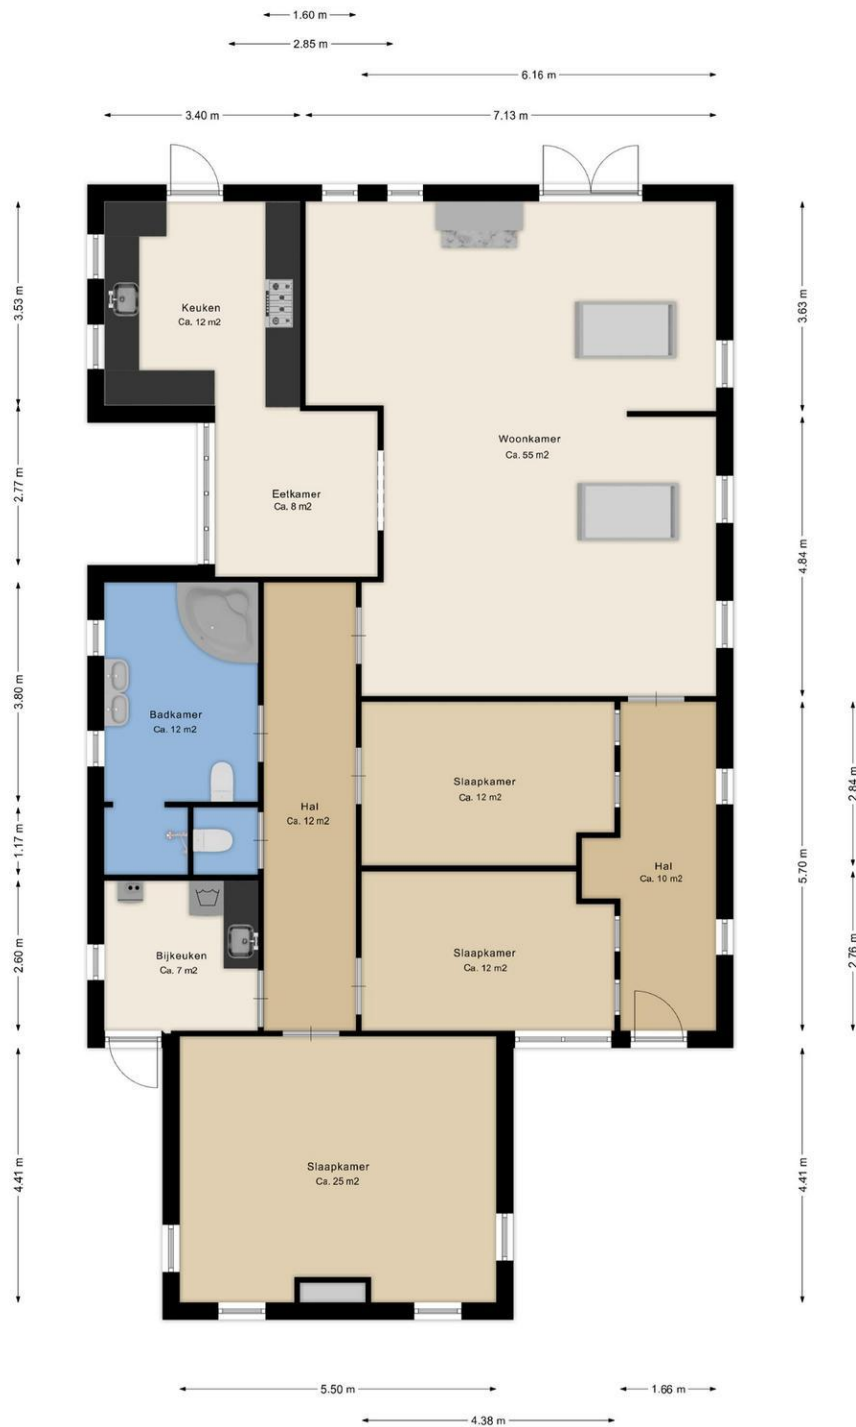 1.60 m
2.85 m
6.16 m
3.40 m
7.13 m
3.53 m
Keuken
Ca. 12 m2
3.63 m
Woonkamer
Ca. 55 m2
2.77 m
Eetkamer
Ca. 8 m2
4.84 m
3.80 m
Badkamer
Ca. 12 m2
Slaapkamer
Ca. 12 m2
2.84 m
Hal
Ca. 12 m2
1.17 m
Hal
Ca. 10 m2
5.70 m
2.60 m
Bijkeuken
Ca. 7 m2
Slaapkamer
Ca. 12 m2
2.76 m
4.41 m
Slaapkamer
Ca. 25 m2
4.41 m
5.50 m
1.66 m
4.38 m